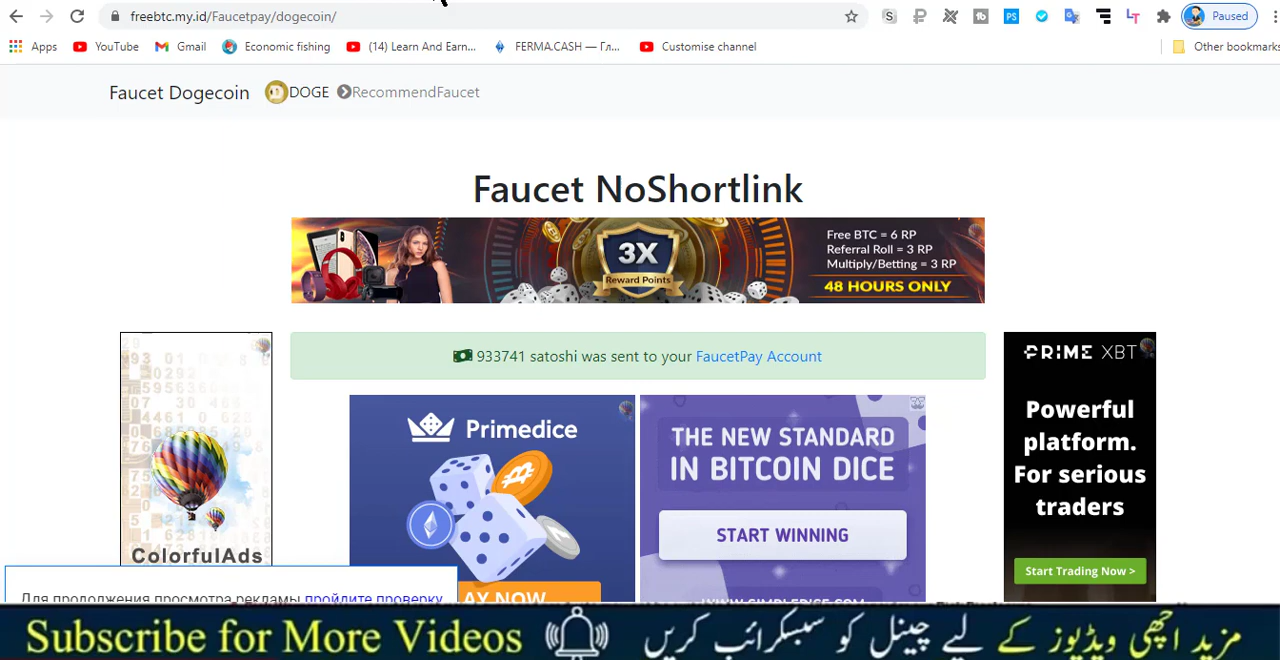 freebtc.my.id/Faucetpay/dogecoin/
Paused
Apps
YouTube
Gmail
Economic fishing
(14) Learn And Earn...
FERMA.CASH — Гл...
Customise channel
Other bookmarks
Faucet Dogecoin
DOGE
RecommendFaucet
Faucet NoShortlink
3X
Reward Points
Free BTC = 6 RP
Referral Roll = 3 RP
Multiply/Betting = 3 RP
48 HOURS ONLY
933741 satoshi was sent to your FaucetPay Account
ColorfulAds
Primedice
THE NEW STANDARD
IN BITCOIN DICE
START WINNING
PRIME XBT
Powerful
platform.
For serious
traders
Start Trading Now >
Для продолжения просмотра рекламы пройдите проверку
Subscribe for More Videos
مزید اچھی ویڈیوز کے لیے چینل کو سبسکرائب کریں